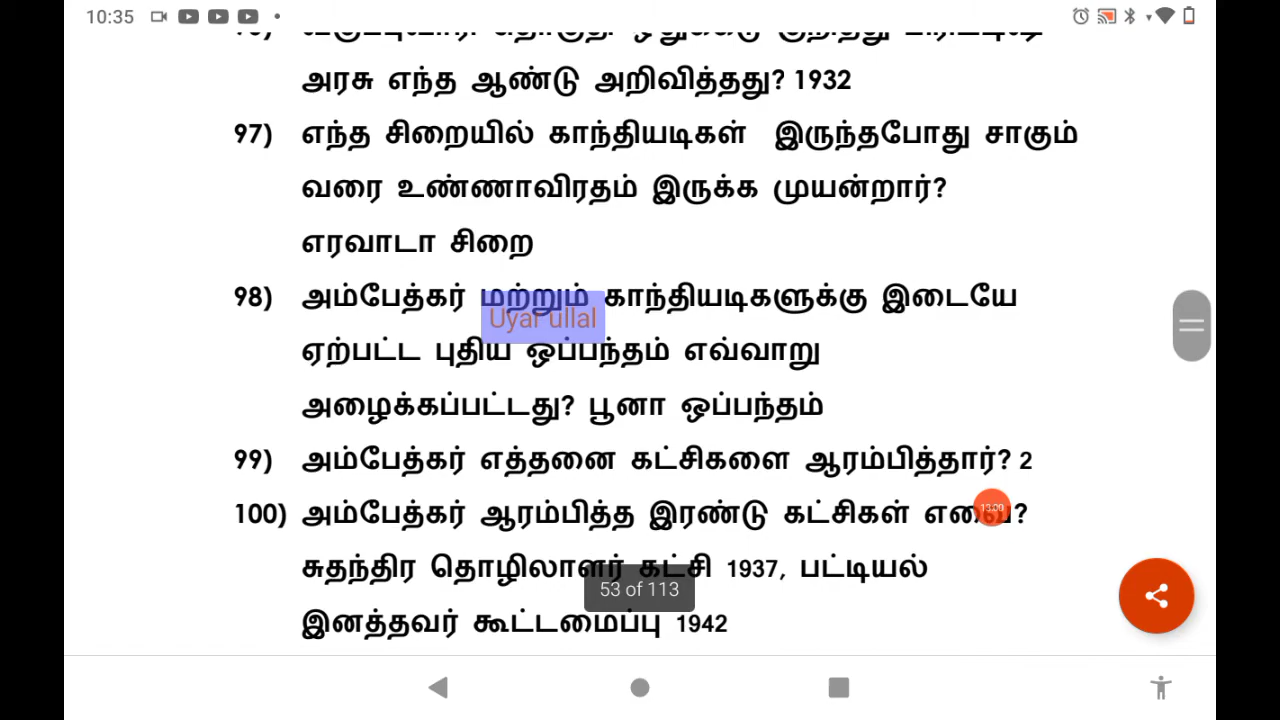 10:35
அரசு எந்த ஆண்டு அறிவித்தது? 1932
97) எந்த சிறையில் காந்தியடிகள் இருந்தபோது சாகும்
வரை உண்ணாவிரதம் இருக்க முயன்றார்?
எரவாடா சிறை
98) அம்பேத்கர் மற்றும் காந்தியடிகளுக்கு இடையே
Uyar ullal
ஏற்பட்ட புதிய ஒப்பந்தம் எவ்வாறு
அழைக்கப்பட்டது? பூனா ஒப்பந்தம்
99) அம்பேத்கர் எத்தனை கட்சிகளை ஆரம்பித்தார்? 2
100) அம்பேத்கர் ஆரம்பித்த இரண்டு கட்சிகள் எவை?
13:09
சுதந்திர தொழிலாளர் கட்சி 1937, பட்டியல்
53 of 113
இனத்தவர் கூட்டமைப்பு 1942